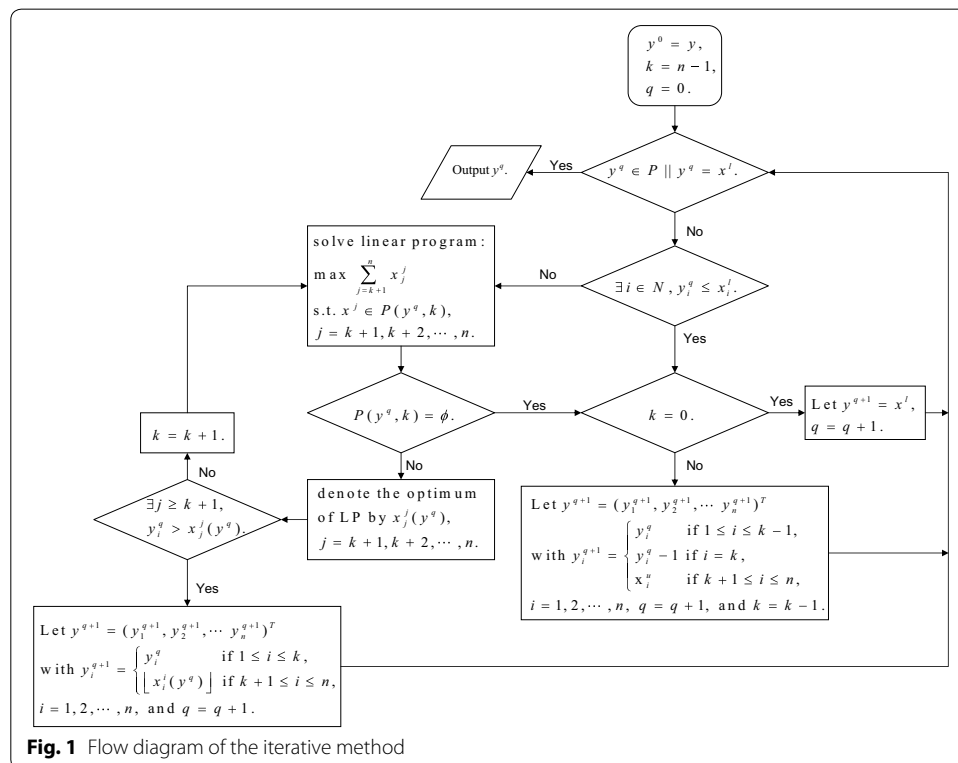 y^0 = y,
k = n − 1,
q = 0.
y^q ∈ P || y^q = x^l.
Yes
Output y^q.
No
∃ i ∈ N, y_i^q ≤ x_i^l.
No
Yes
solve linear program:
max ∑_{j=k+1}^{n} x_j^j
s.t. x^j ∈ P(y^q, k),
j = k + 1, k + 2, ⋯, n.
P(y^q, k) = ϕ.
Yes
No
k = 0.
Yes
No
Let y^{q+1} = x^l,
q = q + 1.
k = k + 1.
No
∃ j ≥ k + 1,
y_i^q > x_j^j(y^q).
Yes
denote the optimum
of LP by x_j^j(y^q),
j = k + 1, k + 2, ⋯, n.
Let y^{q+1} = (y_1^{q+1}, y_2^{q+1}, ⋯ y_n^{q+1})^T
with y_i^{q+1} = { y_i^q if 1 ≤ i ≤ k − 1,
y_i^q − 1 if i = k,
x_i^u if k + 1 ≤ i ≤ n,
i = 1, 2, ⋯, n, q = q + 1, and k = k − 1.
Let y^{q+1} = (y_1^{q+1}, y_2^{q+1}, ⋯ y_n^{q+1})^T
with y_i^{q+1} = { y_i^q if 1 ≤ i ≤ k,
⌊x_i^i(y^q)⌋ if k + 1 ≤ i ≤ n,
i = 1, 2, ⋯, n, and q = q + 1.
Fig. 1 Flow diagram of the iterative method